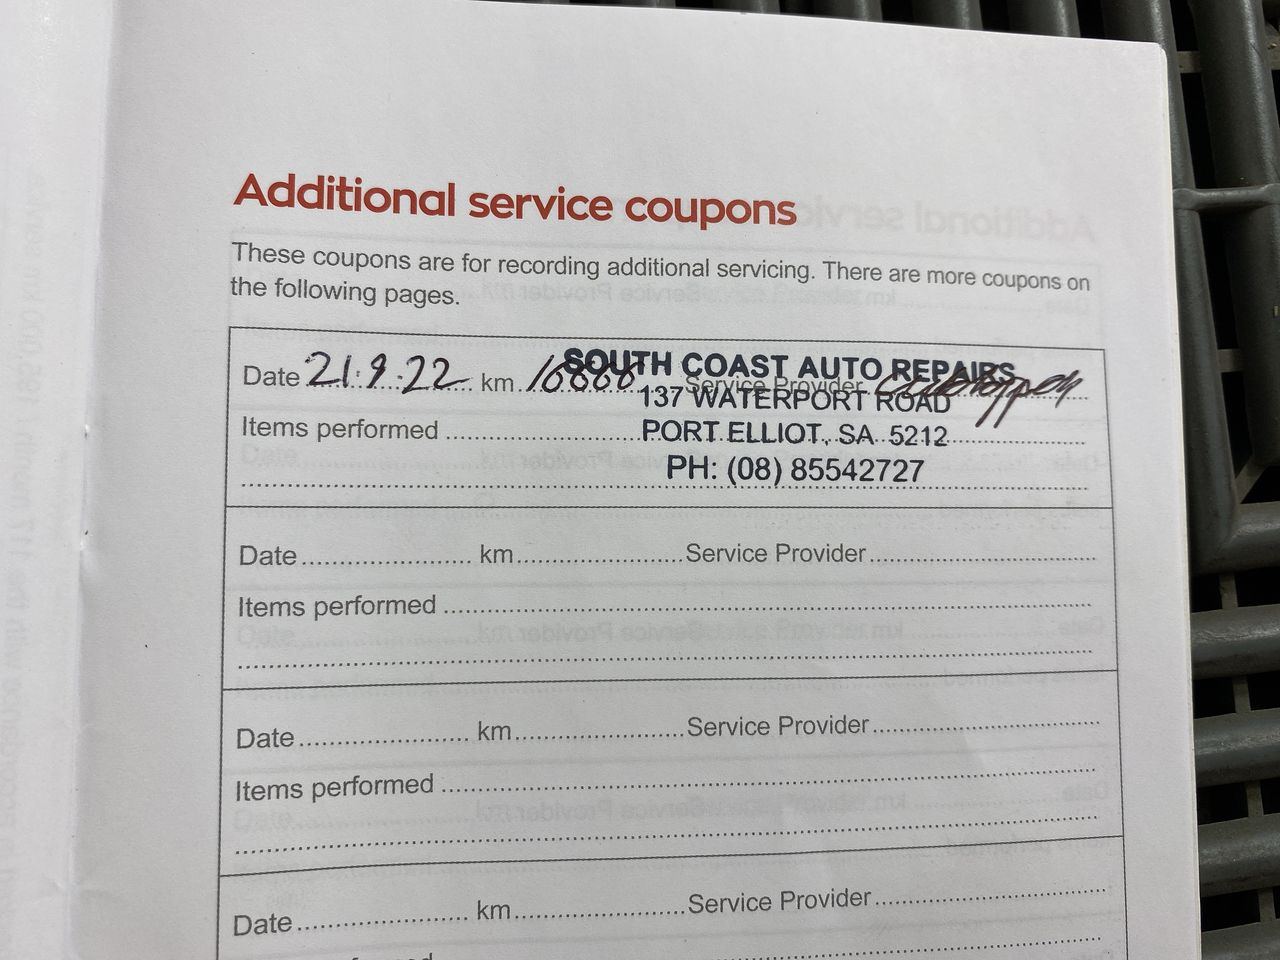 Additional service coupons
These coupons are for recording additional servicing. There are more coupons on
the following pages.
SOUTH COAST AUTO REPAIRS
Date 21.9.22 km 16868 Service Provider
137 WATERPORT ROAD
Items performed
PORT ELLIOT, SA 5212
PH: (08) 85542727
Date km Service Provider
Items performed
Date km Service Provider
Items performed
Date km Service Provider